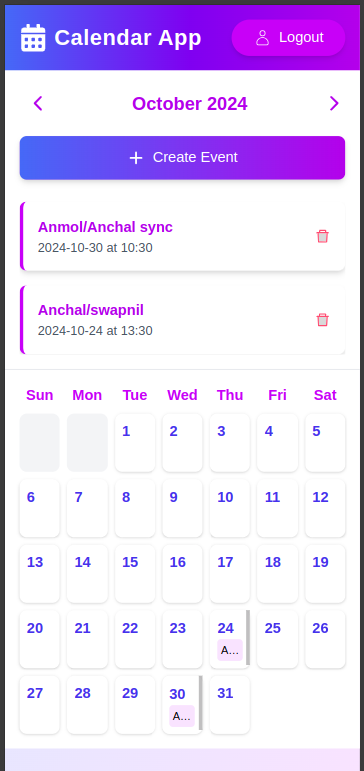 Calendar App
Logout
October 2024
Create Event
Anmol/Anchal sync
2024-10-30 at 10:30
Anchal/swapnil
2024-10-24 at 13:30
Sun Mon Tue Wed Thu Fri Sat
1 2 3 4 5
6 7 8 9 10 11 12
13 14 15 16 17 18 19
20 21 22 23 24 25 26
A...
27 28 29 30 31
A...